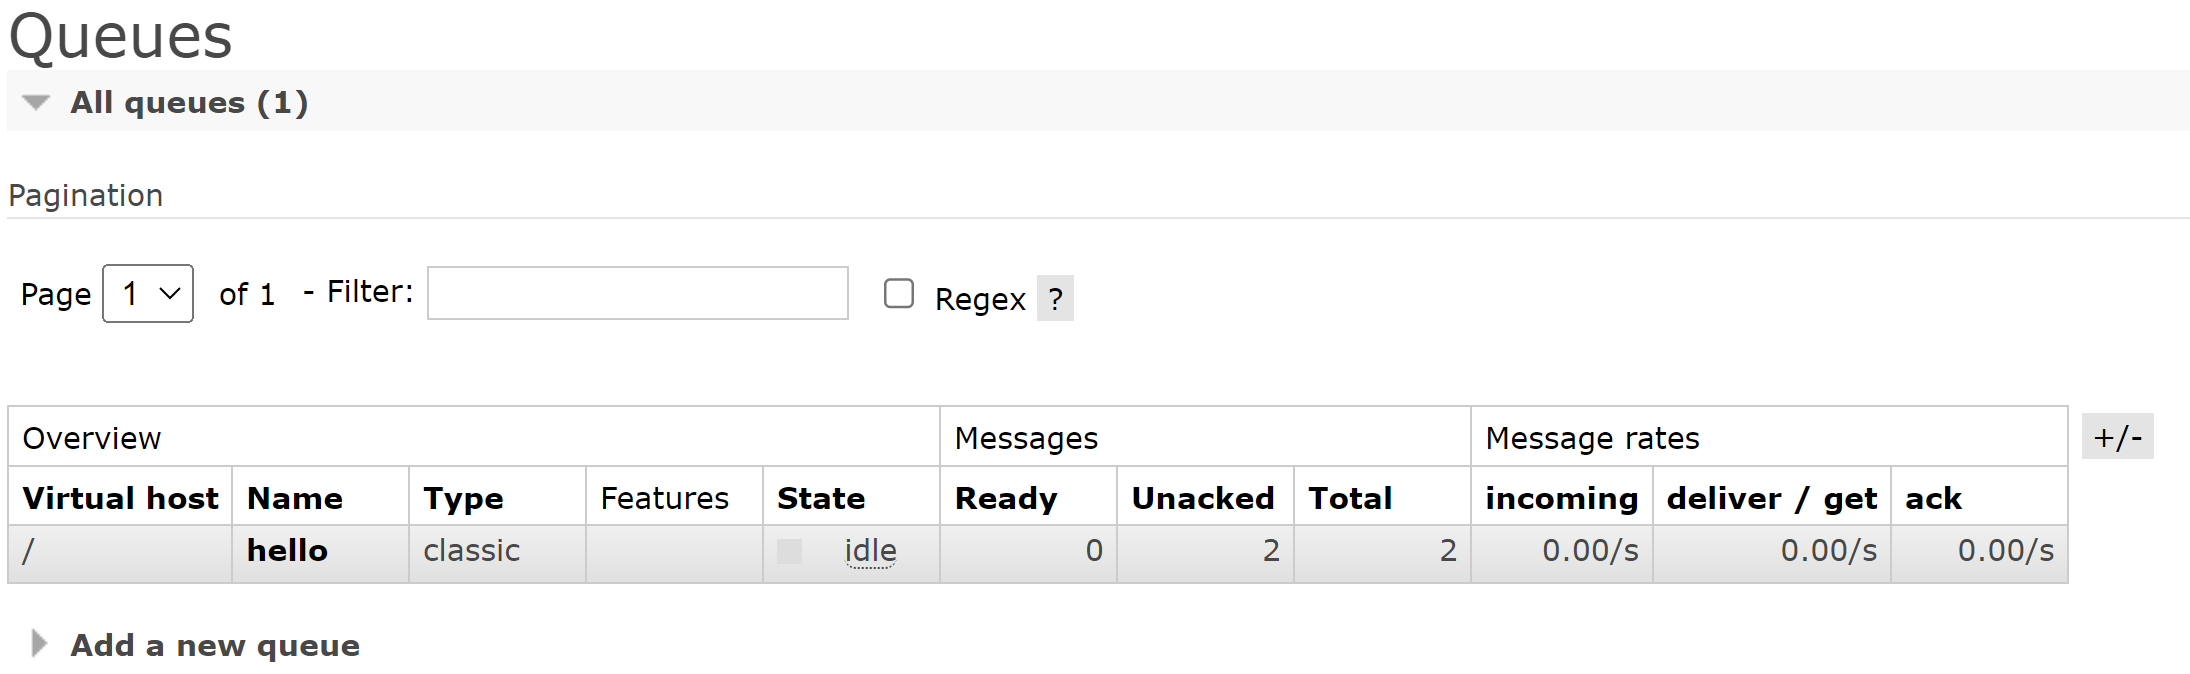 Queues
All queues (1)
Pagination
Page 1 of 1 - Filter: Regex ?
Overview Messages Message rates +/-
Virtual host Name Type Features State Ready Unacked Total incoming deliver / get ack
/ hello classic idle 0 2 2 0.00/s 0.00/s 0.00/s
Add a new queue